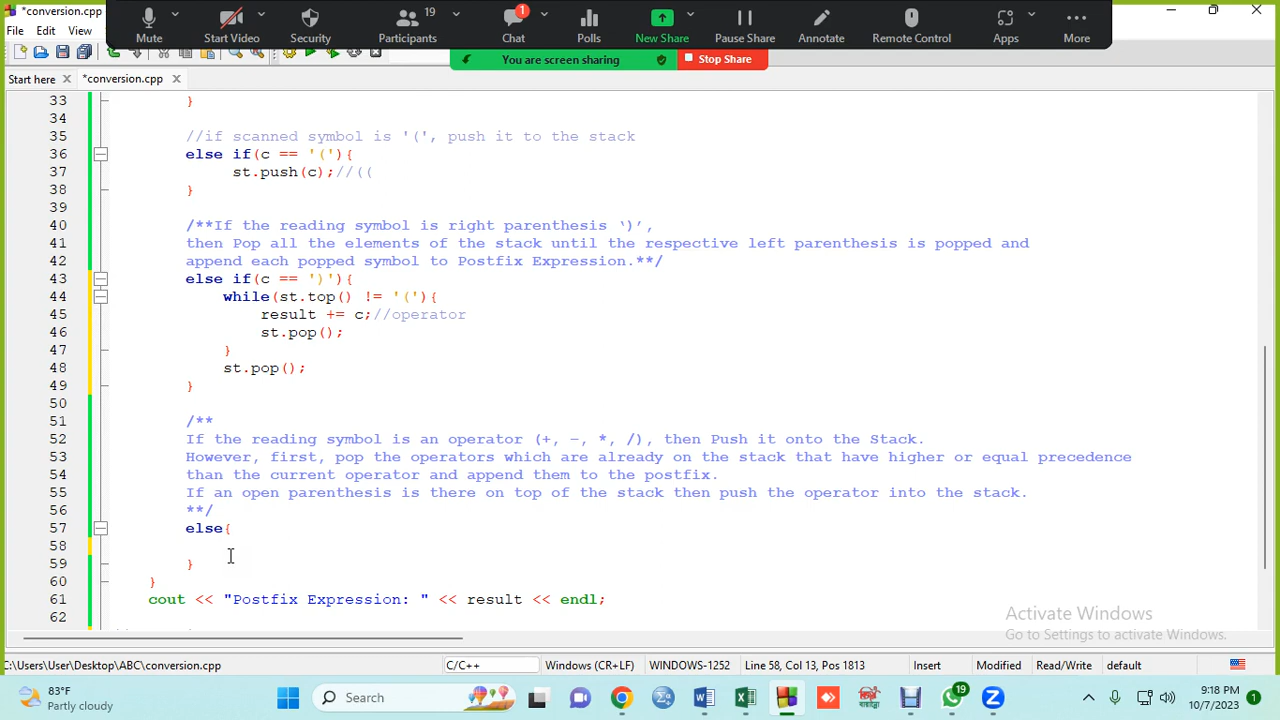 *conversion.cpp
File Edit View
Mute
Start Video
Security
19
Participants
1
Chat
Polls
New Share
Pause Share
Annotate
Remote Control
Apps
More
You are screen sharing
Stop Share
Start here
*conversion.cpp
33 }
34
35 //if scanned symbol is '(', push it to the stack
36 else if(c == '('){
37 st.push(c);//((
38 }
39
40 /**If the reading symbol is right parenthesis ‘)’,
41 then Pop all the elements of the stack until the respective left parenthesis is popped and
42 append each popped symbol to Postfix Expression.**/
43 else if(c == ')'){
44 while(st.top() != '('){
45 result += c;//operator
46 st.pop();
47 }
48 st.pop();
49 }
50
51 /**
52 If the reading symbol is an operator (+, –, *, /), then Push it onto the Stack.
53 However, first, pop the operators which are already on the stack that have higher or equal precedence
54 than the current operator and append them to the postfix.
55 If an open parenthesis is there on top of the stack then push the operator into the stack.
56 **/
57 else{
58
59 }
60 }
61 cout << "Postfix Expression: " << result << endl;
62
Activate Windows
Go to Settings to activate Windows.
C:\Users\User\Desktop\ABC\conversion.cpp C/C++ Windows (CR+LF) WINDOWS-1252 Line 58, Col 13, Pos 1813 Insert Modified Read/Write default
83°F
Partly cloudy
Search
19
9:18 PM
10/7/2023
1